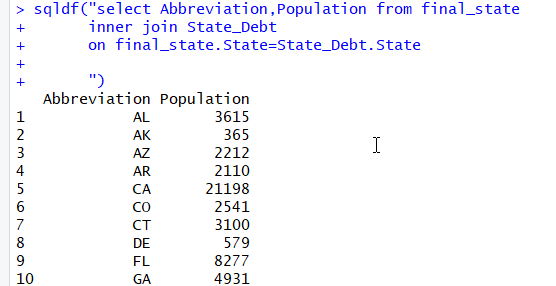 > sqldf("select Abbreviation,Population from final_state
+ inner join State_Debt
+ on final_state.State=State_Debt.State
+
+ ")
Abbreviation Population
1 AL 3615
2 AK 365
3 AZ 2212
4 AR 2110
5 CA 21198
6 CO 2541
7 CT 3100
8 DE 579
9 FL 8277
10 GA 4931